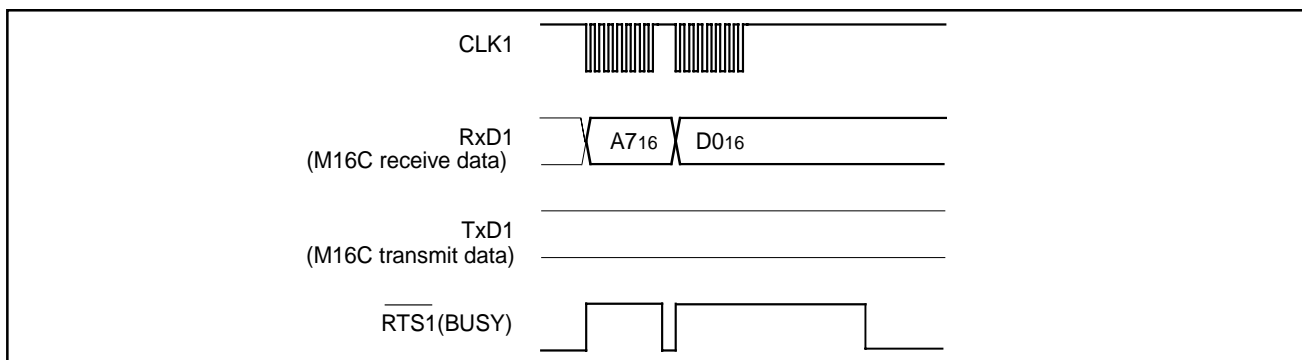 CLK1
RxD1
(M16C receive data)
A716
D016
TxD1
(M16C transmit data)
RTS1(BUSY)